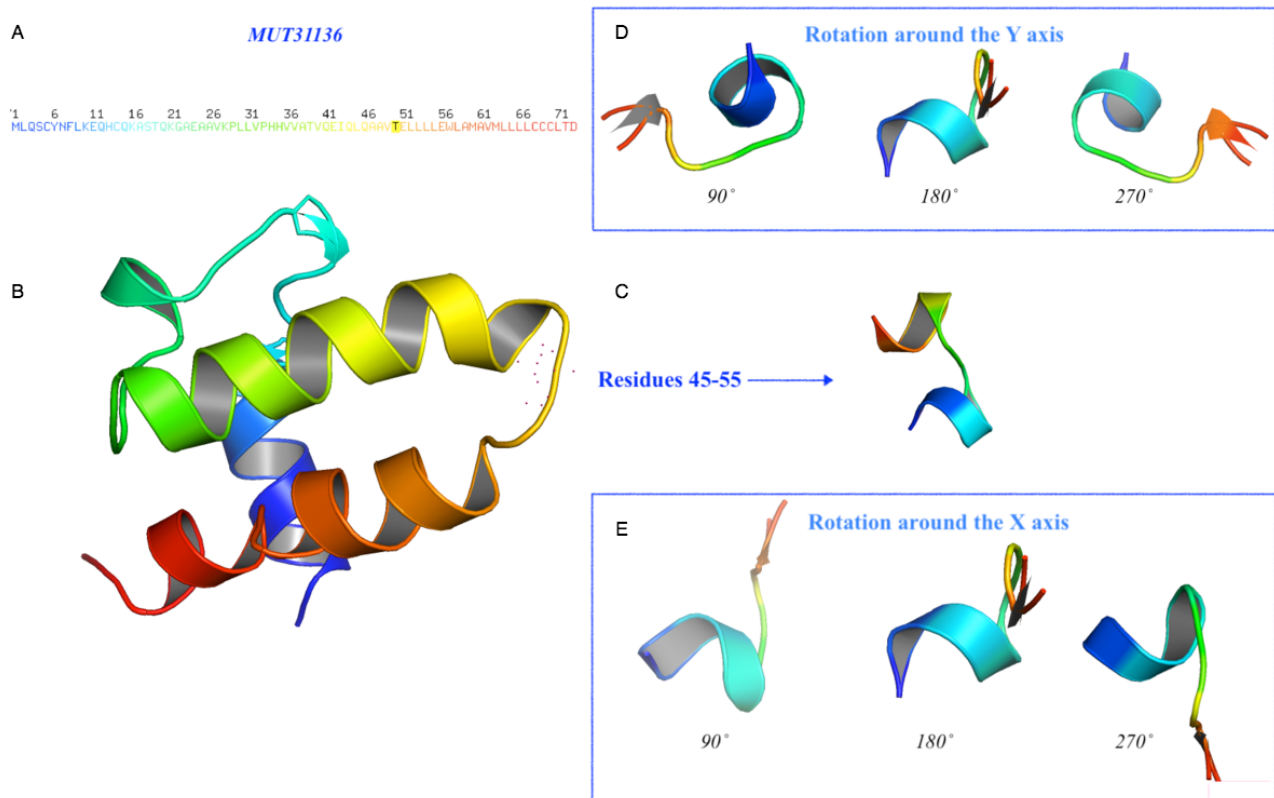 A
MUT31136
1 6 11 16 21 26 31 36 41 46 51 56 61 66 71
MLQSCYNFLKEQHCQKASTQKGAEAAVKPLLVPHHVVATVQEIQLQAAVTELLLLEWLAMAVMLLLLCCCLTD
B
D
Rotation around the Y axis
90°
180°
270°
C
Residues 45-55
E
Rotation around the X axis
90°
180°
270°